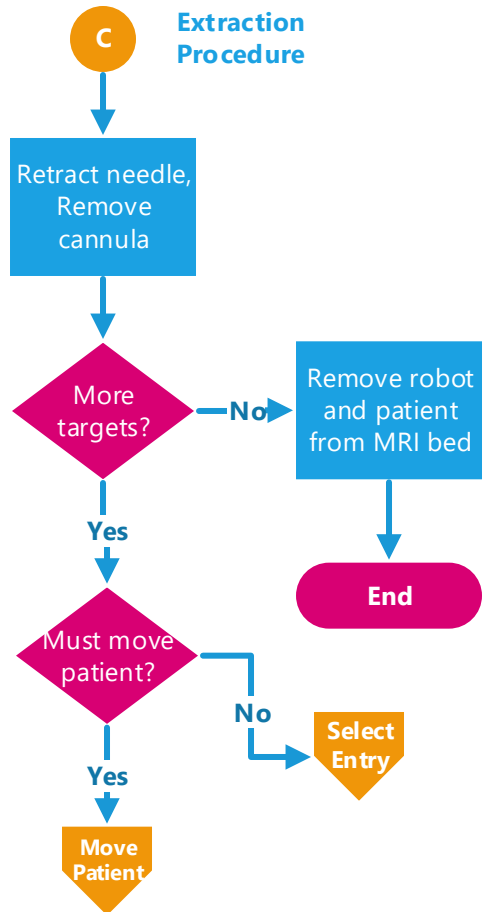 C
Extraction
Procedure
Retract needle,
Remove
cannula
More
targets?
No
Remove robot
and patient
from MRI bed
Yes
End
Must move
patient?
No
Select
Entry
Yes
Move
Patient